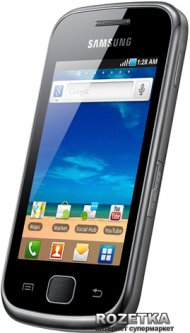 SAMSUNG
1:28 AM
Google
Maps
Market
Social Hub
YouTube
ROZETKA
интернет супермаркет